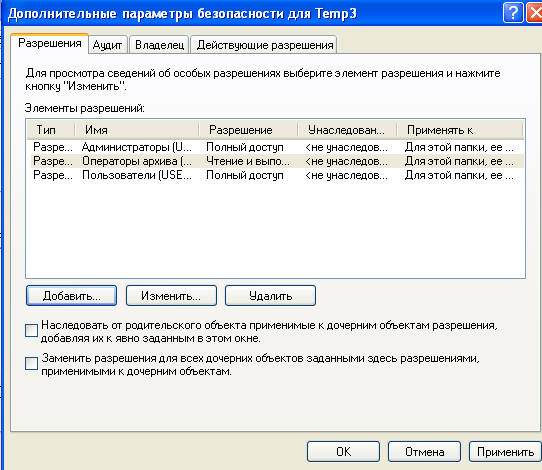 Дополнительные параметры безопасности для Temp3
Разрешения Аудит Владелец Действующие разрешения
Для просмотра сведений об особых разрешениях выберите элемент разрешения и нажмите
кнопку "Изменить".
Элементы разрешений:
Тип Имя Разрешение Унаследован... Применять к
Разре... Администраторы (U... Полный доступ <не унаследов... Для этой папки, ее ...
Разре... Операторы архива (... Чтение и выпо... <не унаследов... Для этой папки, ее ...
Разре... Пользователи (USE... Полный доступ <не унаследов... Для этой папки, ее ...
Добавить... Изменить... Удалить
Наследовать от родительского объекта применимые к дочерним объектам разрешения,
добавляя их к явно заданным в этом окне.
Заменить разрешения для всех дочерних объектов заданными здесь разрешениями,
применимыми к дочерним объектам.
OK Отмена Применить